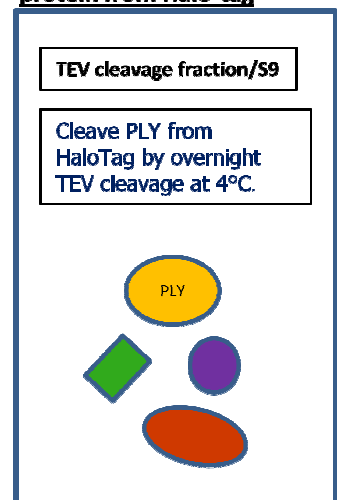 protein from Halo-tag
TEV cleavage fraction/S9
Cleave PLY from
HaloTag by overnight
TEV cleavage at 4°C.
PLY